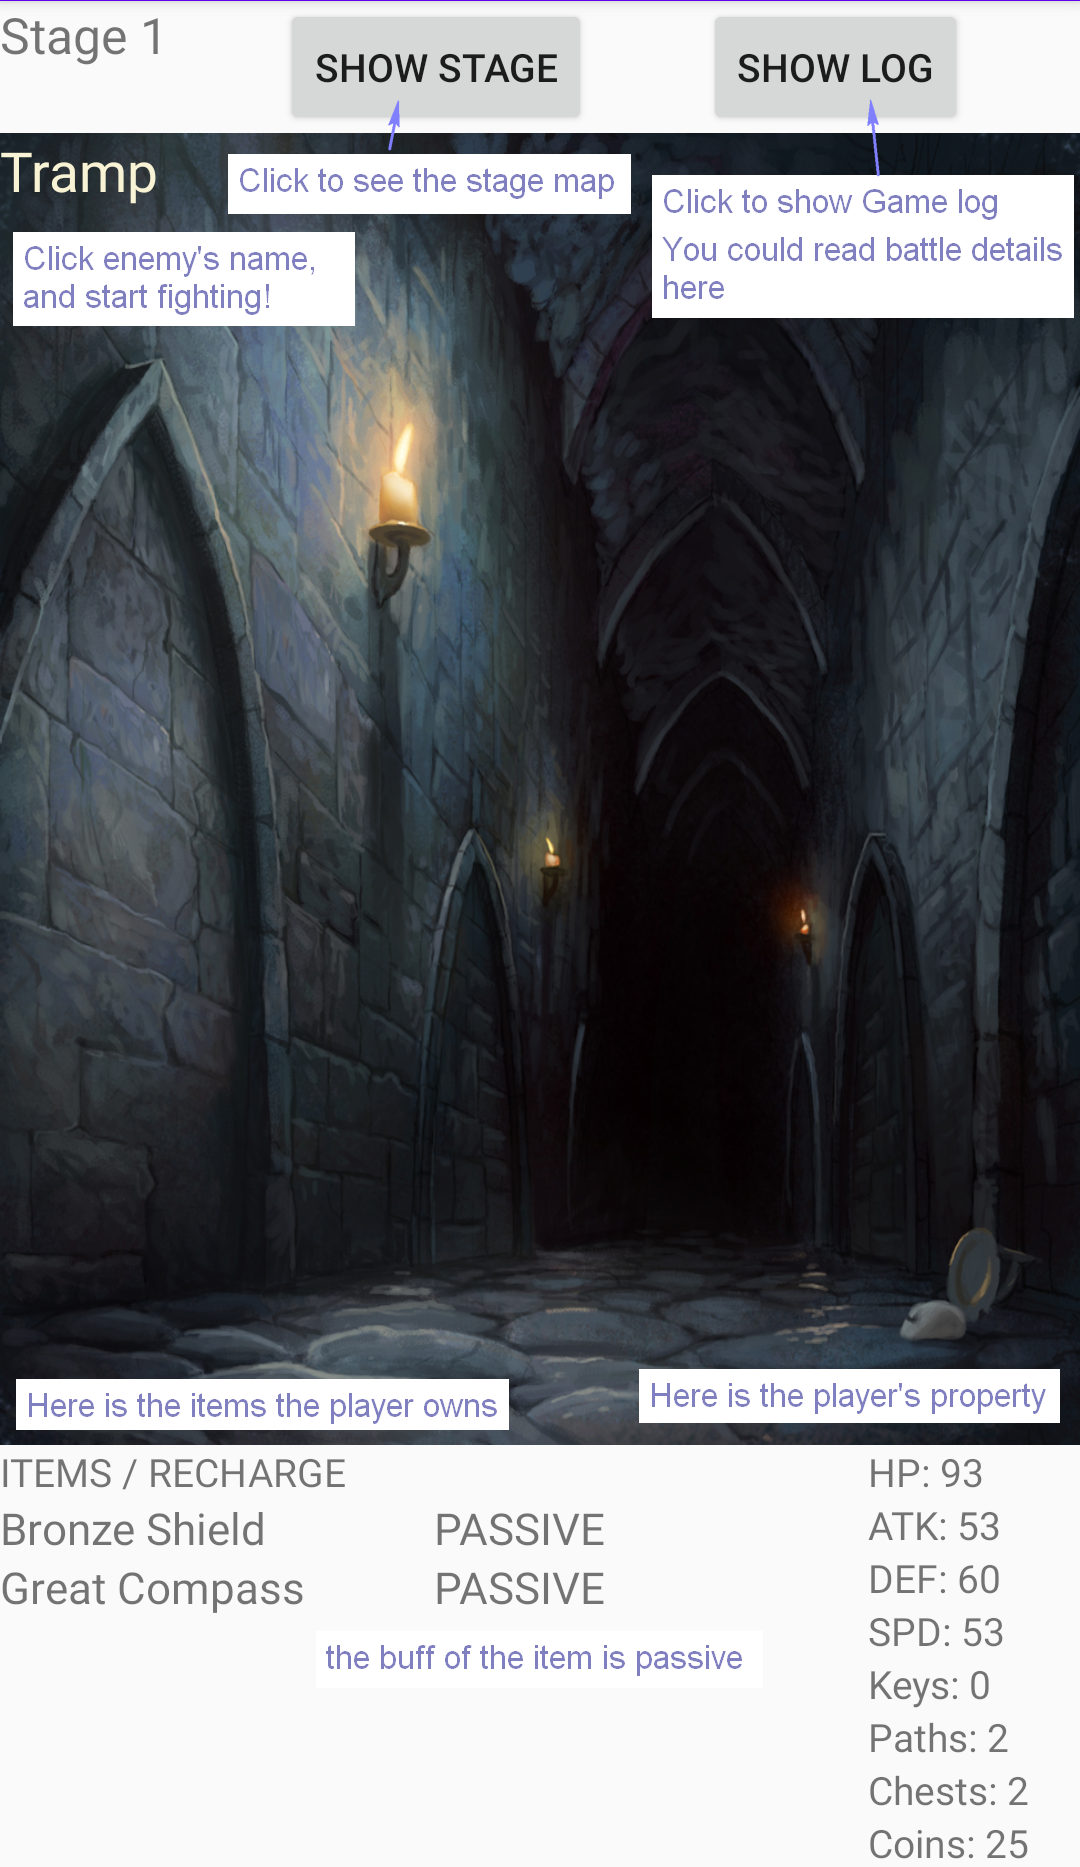 Stage 1
SHOW STAGE
SHOW LOG
Tramp
Click to see the stage map
Click to show Game log
You could read battle details
here
Click enemy's name,
and start fighting!
Here is the items the player owns
Here is the player's property
ITEMS / RECHARGE
Bronze Shield PASSIVE
Great Compass PASSIVE
the buff of the item is passive
HP: 93
ATK: 53
DEF: 60
SPD: 53
Keys: 0
Paths: 2
Chests: 2
Coins: 25